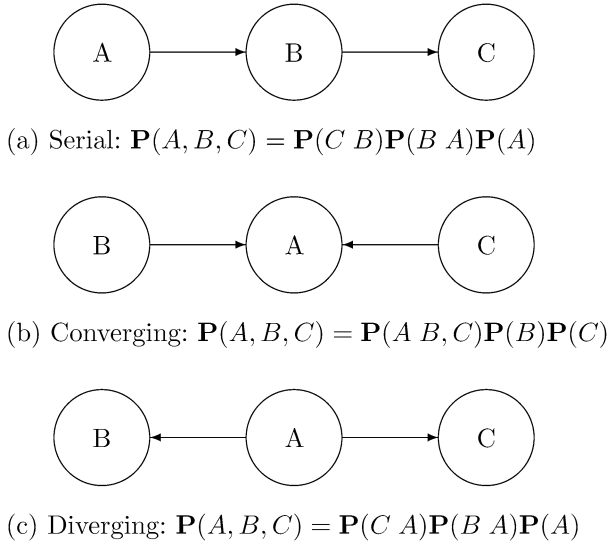 A B C
(a) Serial: P(A, B, C) = P(C B)P(B A)P(A)
B A C
(b) Converging: P(A, B, C) = P(A B, C)P(B)P(C)
B A C
(c) Diverging: P(A, B, C) = P(C A)P(B A)P(A)